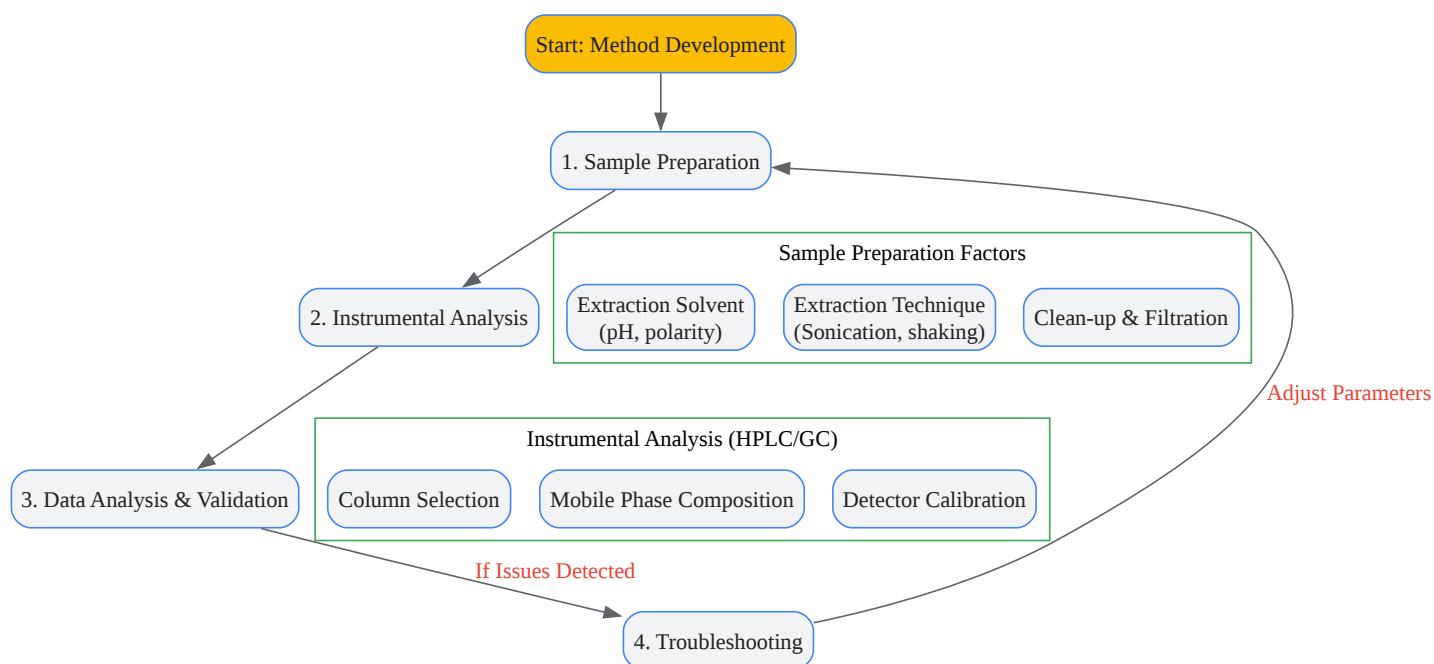 Start: Method Development
1. Sample Preparation
Sample Preparation Factors
Extraction Solvent
(pH, polarity)
Extraction Technique
(Sonication, shaking)
Clean-up & Filtration
2. Instrumental Analysis
Adjust Parameters
Instrumental Analysis (HPLC/GC)
Column Selection
Mobile Phase Composition
Detector Calibration
3. Data Analysis & Validation
If Issues Detected
4. Troubleshooting